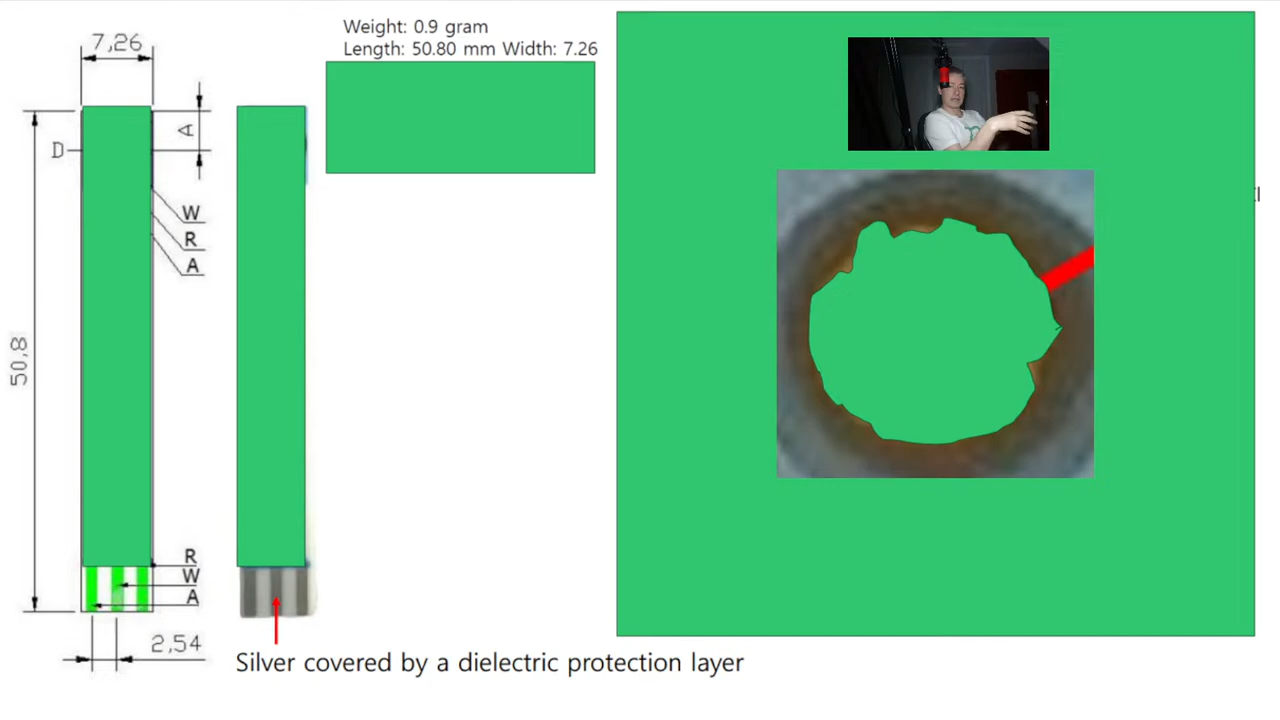 Weight: 0.9 gram
Length: 50.80 mm Width: 7.26
7,26
A
D
W
R
A
50,8
R
W
A
2,54
Silver covered by a dielectric protection layer